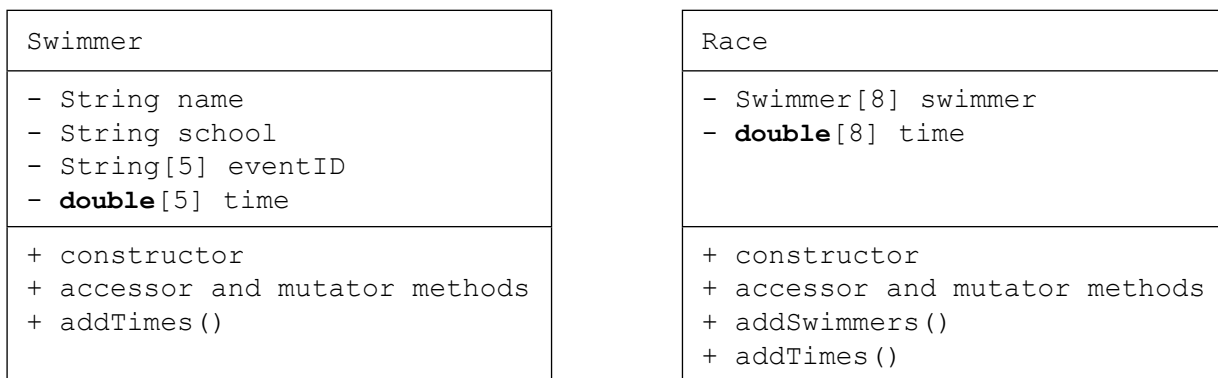 Swimmer
- String name
- String school
- String[5] eventID
- double[5] time
+ constructor
+ accessor and mutator methods
+ addTimes()
Race
- Swimmer[8] swimmer
- double[8] time
+ constructor
+ accessor and mutator methods
+ addSwimmers()
+ addTimes()